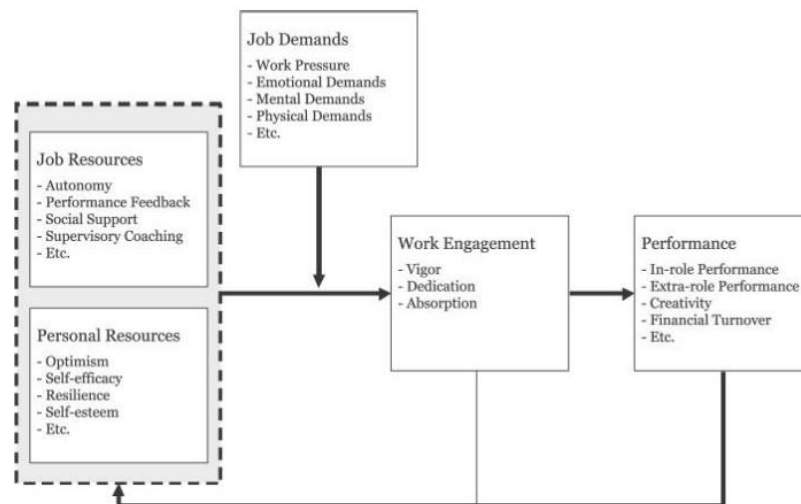 Job Demands
- Work Pressure
- Emotional Demands
- Mental Demands
- Physical Demands
- Etc.
Job Resources
- Autonomy
- Performance Feedback
- Social Support
- Supervisory Coaching
- Etc.
Personal Resources
- Optimism
- Self-efficacy
- Resilience
- Self-esteem
- Etc.
Work Engagement
- Vigor
- Dedication
- Absorption
Performance
- In-role Performance
- Extra-role Performance
- Creativity
- Financial Turnover
- Etc.